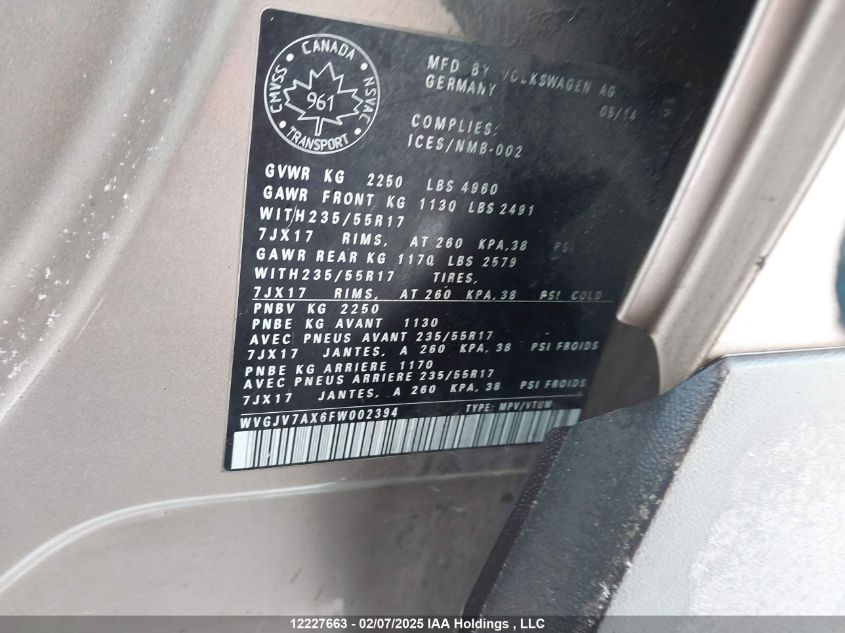 CANADA
CMVSS
NSVAC
961
TRANSPORT
MFD BY VOLKSWAGEN AG
GERMANY
05/14
COMPLIES:
ICES/NMB-002
GVWR KG 2250 LBS 4960
GAWR FRONT KG 1130 LBS 2491
WITH235/55R17
7JX17 RIMS, AT 260 KPA,38 PSI
GAWR REAR KG 1170 LBS 2579
WITH235/55R17 TIRES,
7JX17 RIMS, AT 260 KPA,38 PSI COLD
PNBV KG 2250
PNBE KG AVANT 1130
AVEC PNEUS AVANT 235/55R17
7JX17 JANTES, A 260 KPA,38 PSI FROIDS
PNBE KG ARRIERE 1170
AVEC PNEUS ARRIERE 235/55R17
7JX17 JANTES, A 260 KPA,38 PSI FROIDS
WVGJV7AX6FW002394 TYPE: MPV/VTUM
12227663 - 02/07/2025 IAA Holdings , LLC